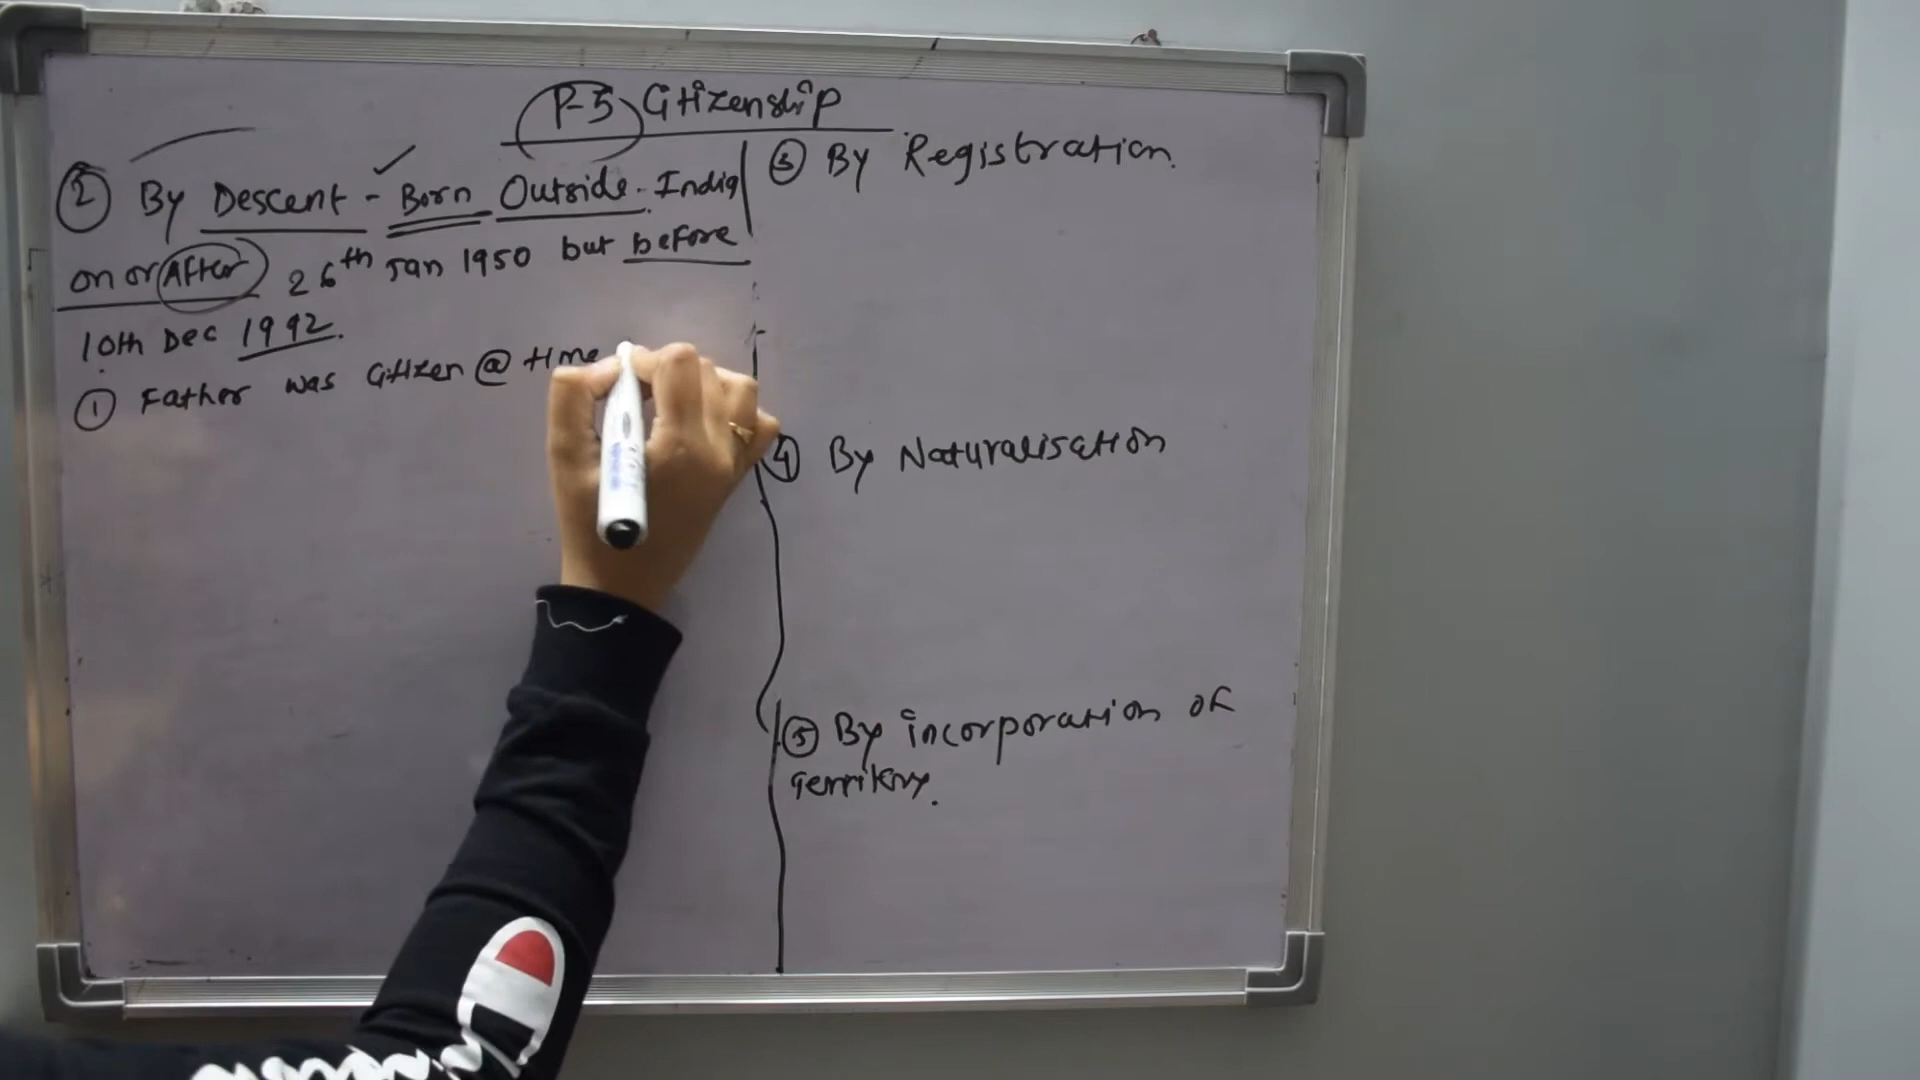 P-5 Citizenship
② By Descent - Born Outside India
on or After 26th Jan 1950 but before
10th Dec 1992.
① Father was Citizen @ time
③ By Registration.
④ By Naturalisation
⑤ By incorporation of
Territory.